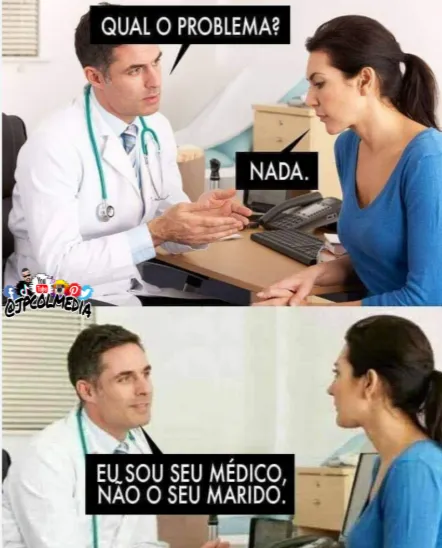 QUAL O PROBLEMA?
NADA.
@JPCOLMEDIA
EU SOU SEU MÉDICO,
NÃO O SEU MARIDO.